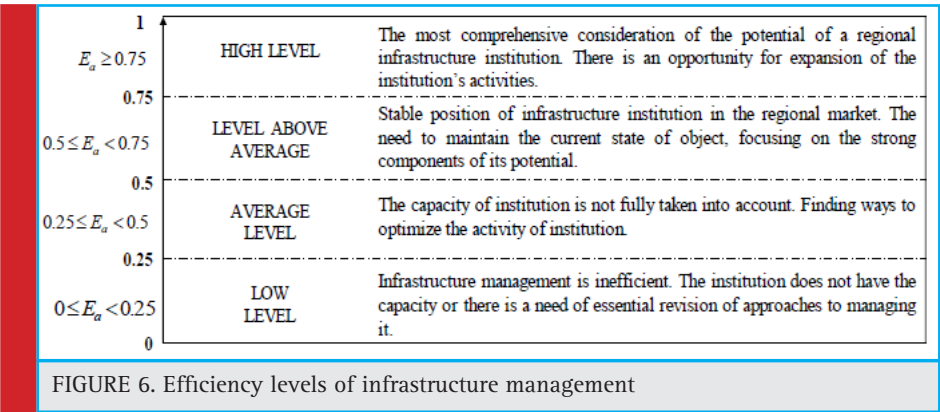 1
E_a ≥ 0.75
HIGH LEVEL
The most comprehensive consideration of the potential of a regional
infrastructure institution. There is an opportunity for expansion of the
institution's activities.
0.75
0.5 ≤ E_a < 0.75
LEVEL ABOVE
AVERAGE
Stable position of infrastructure institution in the regional market. The
need to maintain the current state of object, focusing on the strong
components of its potential.
0.5
0.25 ≤ E_a < 0.5
AVERAGE
LEVEL
The capacity of institution is not fully taken into account. Finding ways to
optimize the activity of institution.
0.25
0 ≤ E_a < 0.25
LOW
LEVEL
Infrastructure management is inefficient. The institution does not have the
capacity or there is a need of essential revision of approaches to managing
it.
0
FIGURE 6. Efficiency levels of infrastructure management